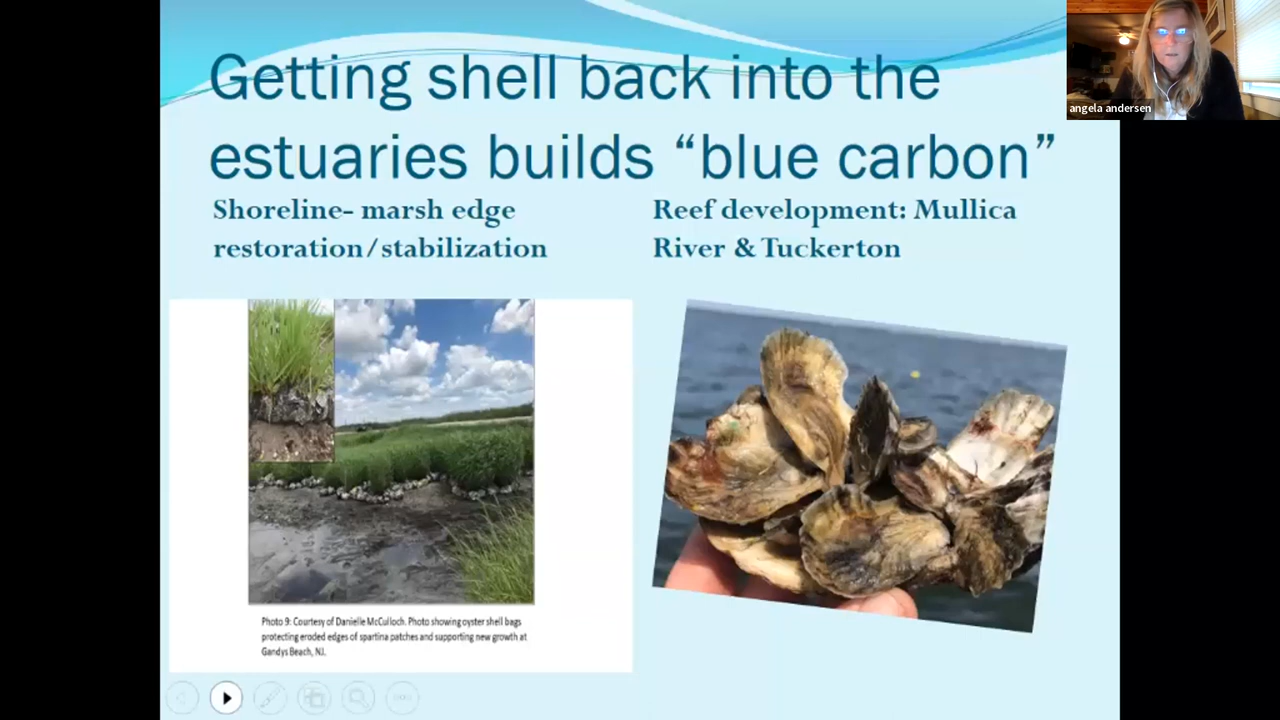 Getting shell back into the
estuaries builds “blue carbon”
Shoreline- marsh edge
restoration/stabilization
Reef development: Mullica
River & Tuckerton
Photo 9: Courtesy of Danielle McCulloch. Photo showing oyster shell bags
protecting eroded edges of spartina patches and supporting new growth at
Gandys Beach, NJ.
angela andersen